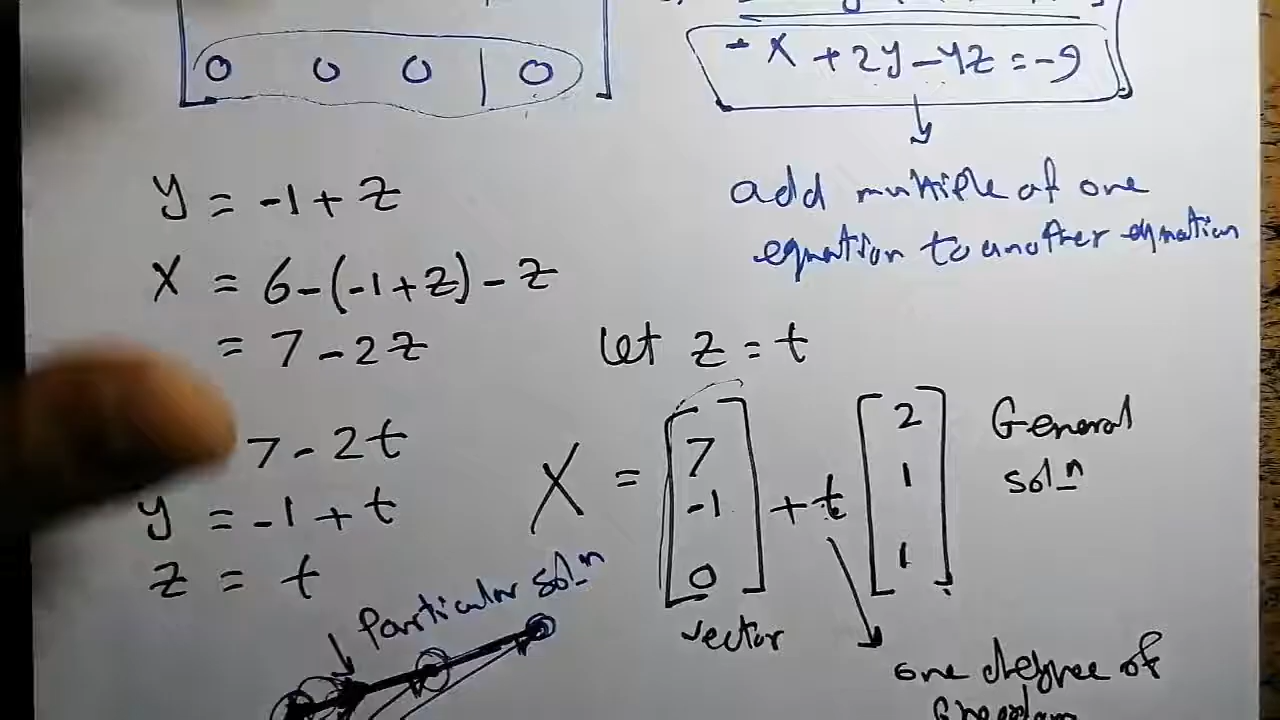 0 0 0 | 0
- x + 2y - 4z = -9
add multiple of one
equation to another equation
y = -1 + z
x = 6 - (-1 + z) - z
= 7 - 2z
let z = t
7 - 2t
y = -1 + t
z = t
X = [7 -1 0] + t [2 1 1]
General
solⁿ
vector
Particular solⁿ
one degree of